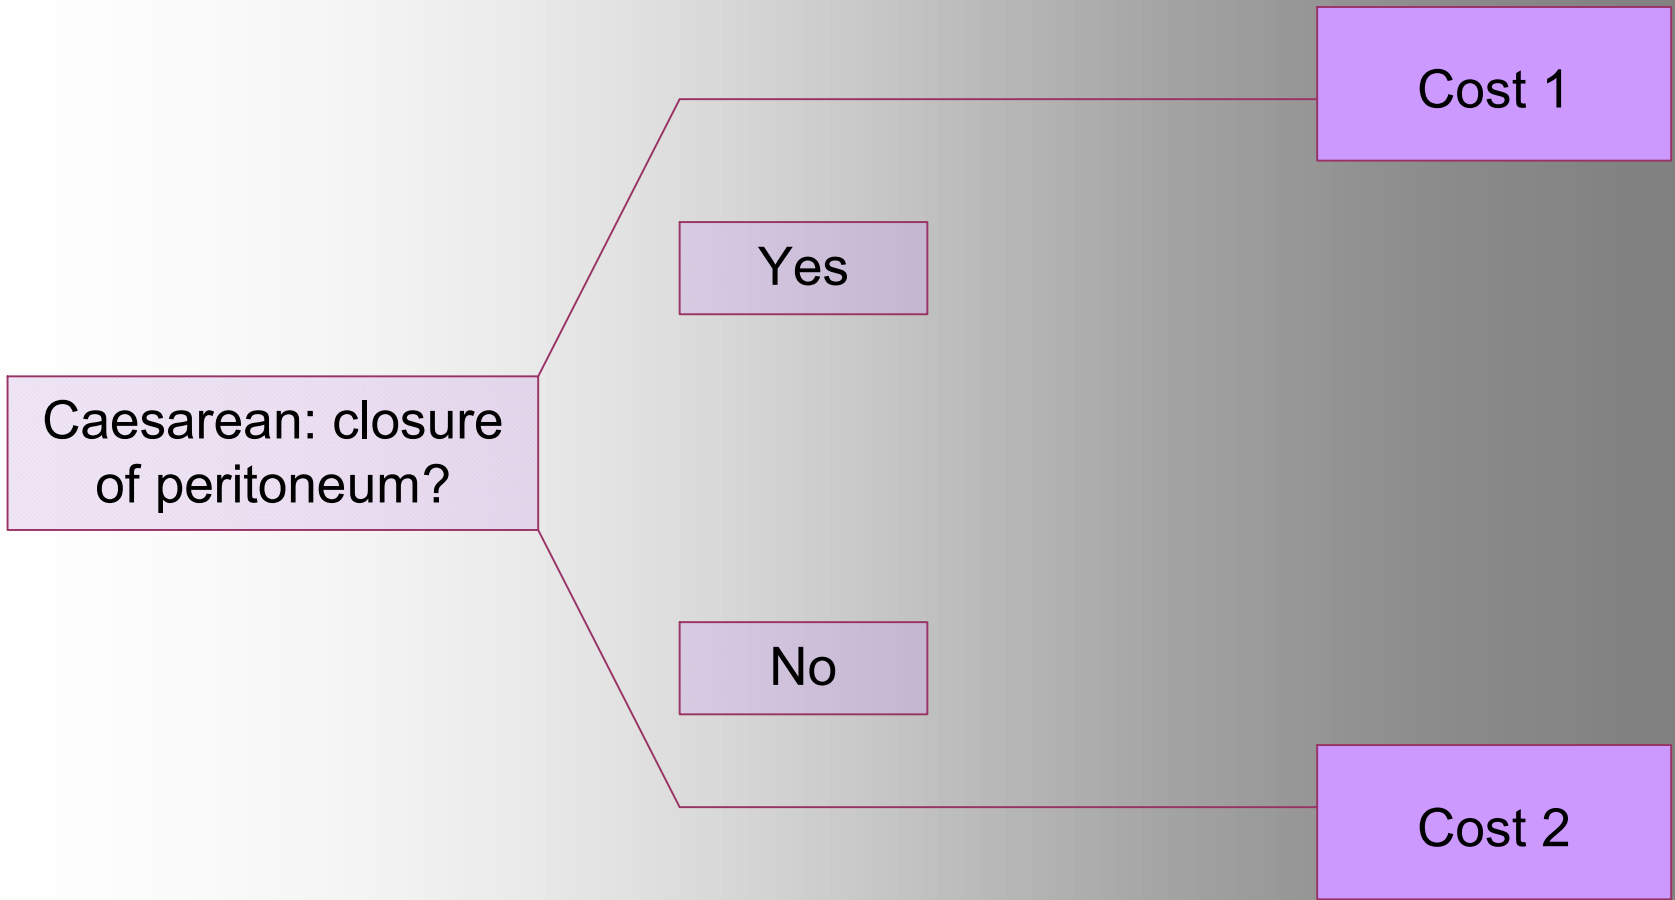 Cost 1
Yes
Caesarean: closure
of peritoneum?
No
Cost 2